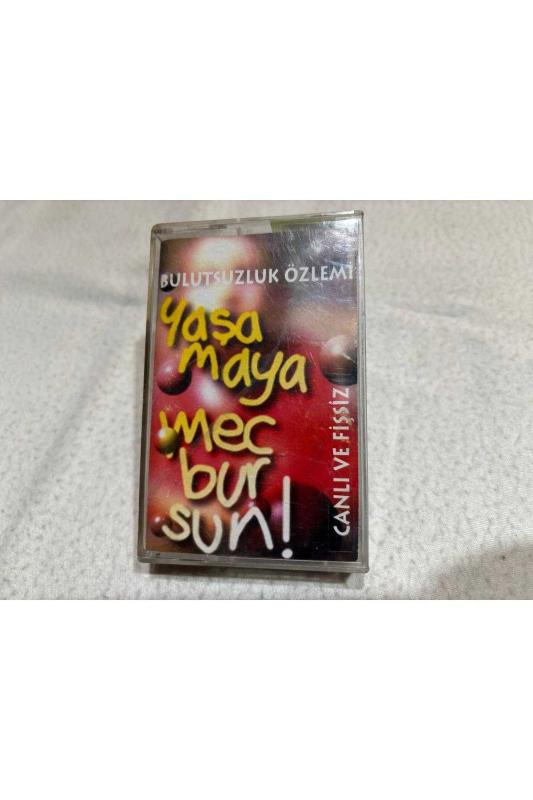 BULUTSUZLUK ÖZLEMİ
yaşa
maya
mec
bur
sun!
CANLI VE FİŞSİZ